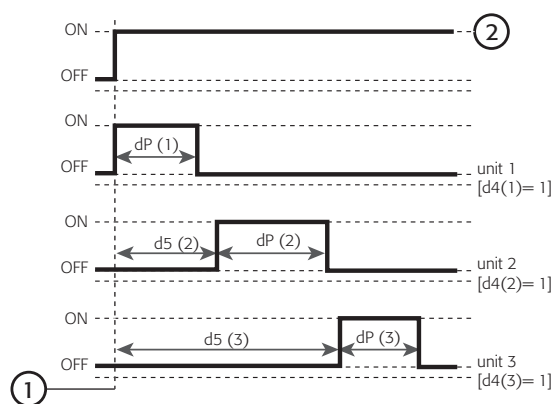 ON
2
OFF
ON
dP (1)
OFF
unit 1
[d4(1)= 1]
ON
d5 (2)
dP (2)
OFF
unit 2
[d4(2)= 1]
ON
d5 (3)
dP (3)
OFF
unit 3
[d4(3)= 1]
1